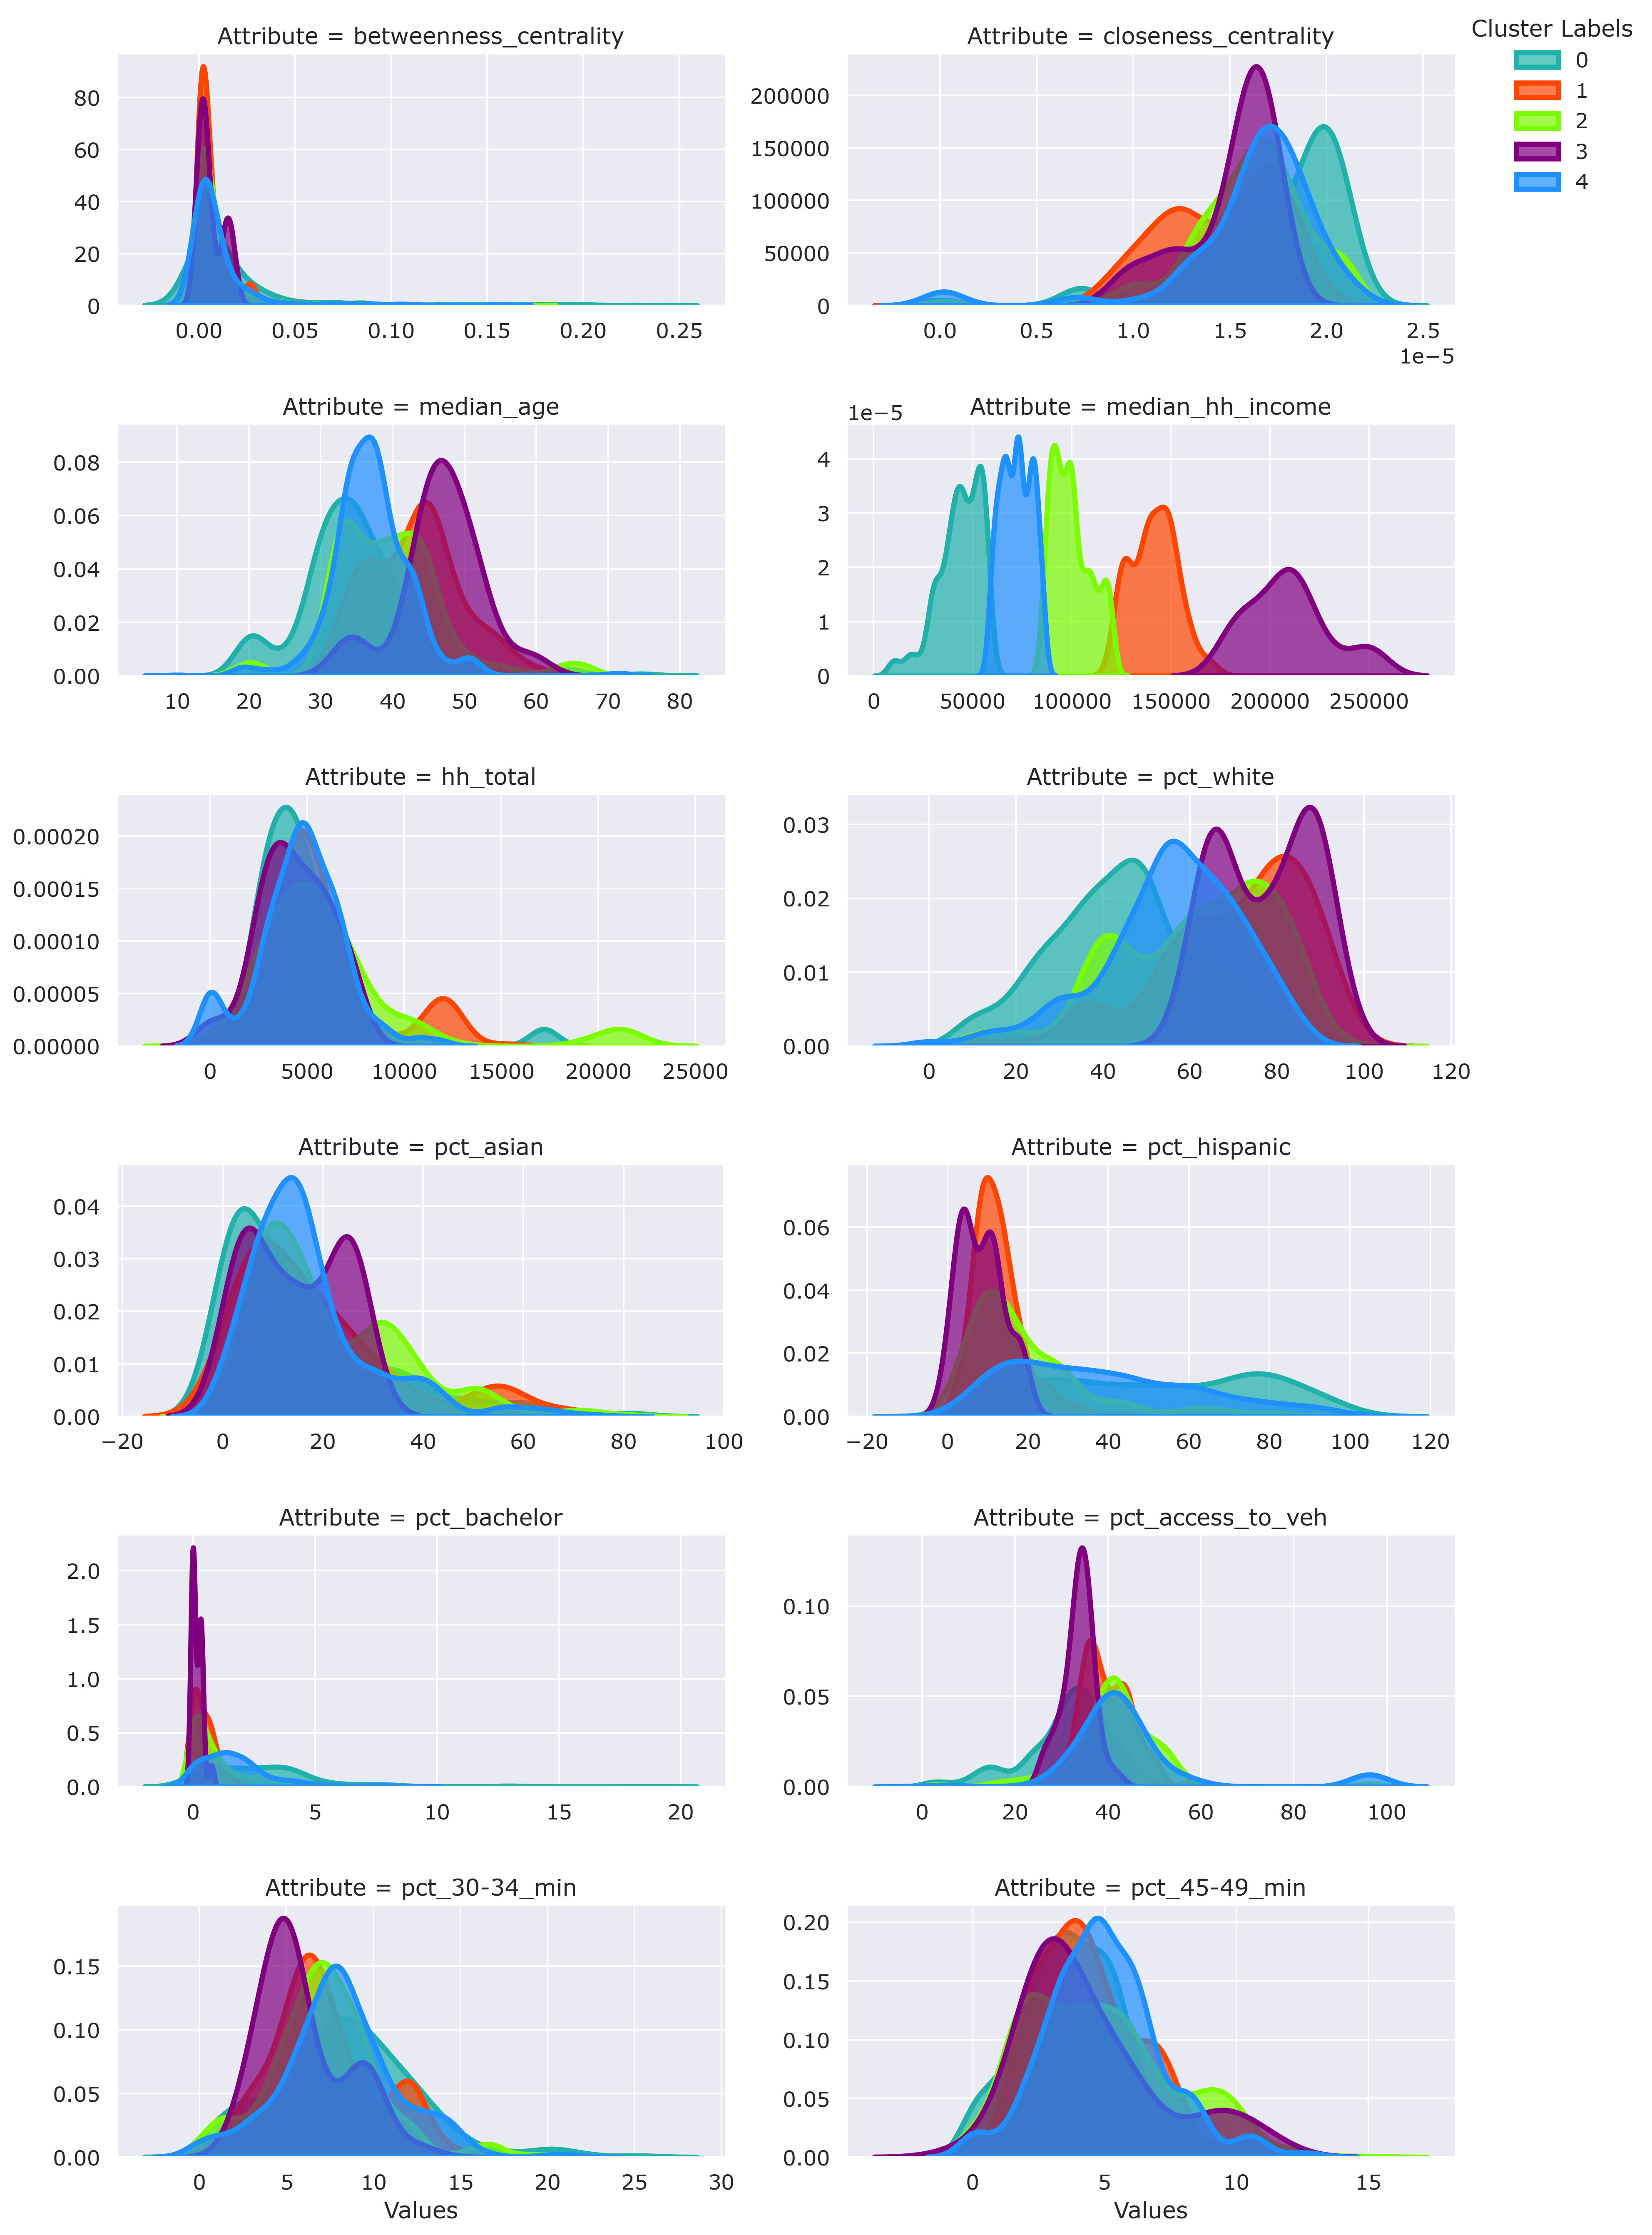 Attribute = betweenness_centrality
80
60
40
20
0
0.00 0.05 0.10 0.15 0.20 0.25
Attribute = closeness_centrality
200000
150000
100000
50000
0
0.0 0.5 1.0 1.5 2.0 2.5
1e−5
Cluster Labels
0
1
2
3
4
Attribute = median_age
0.08
0.06
0.04
0.02
0.00
10 20 30 40 50 60 70 80
Attribute = median_hh_income
1e−5
4
3
2
1
0
0 50000 100000 150000 200000 250000
Attribute = hh_total
0.00020
0.00015
0.00010
0.00005
0.00000
0 5000 10000 15000 20000 25000
Attribute = pct_white
0.03
0.02
0.01
0.00
0 20 40 60 80 100 120
Attribute = pct_asian
0.04
0.03
0.02
0.01
0.00
−20 0 20 40 60 80 100
Attribute = pct_hispanic
0.06
0.04
0.02
0.00
−20 0 20 40 60 80 100 120
Attribute = pct_bachelor
2.0
1.5
1.0
0.5
0.0
0 5 10 15 20
Attribute = pct_access_to_veh
0.10
0.05
0.00
0 20 40 60 80 100
Attribute = pct_30-34_min
0.15
0.10
0.05
0.00
0 5 10 15 20 25 30
Values
Attribute = pct_45-49_min
0.20
0.15
0.10
0.05
0.00
0 5 10 15
Values